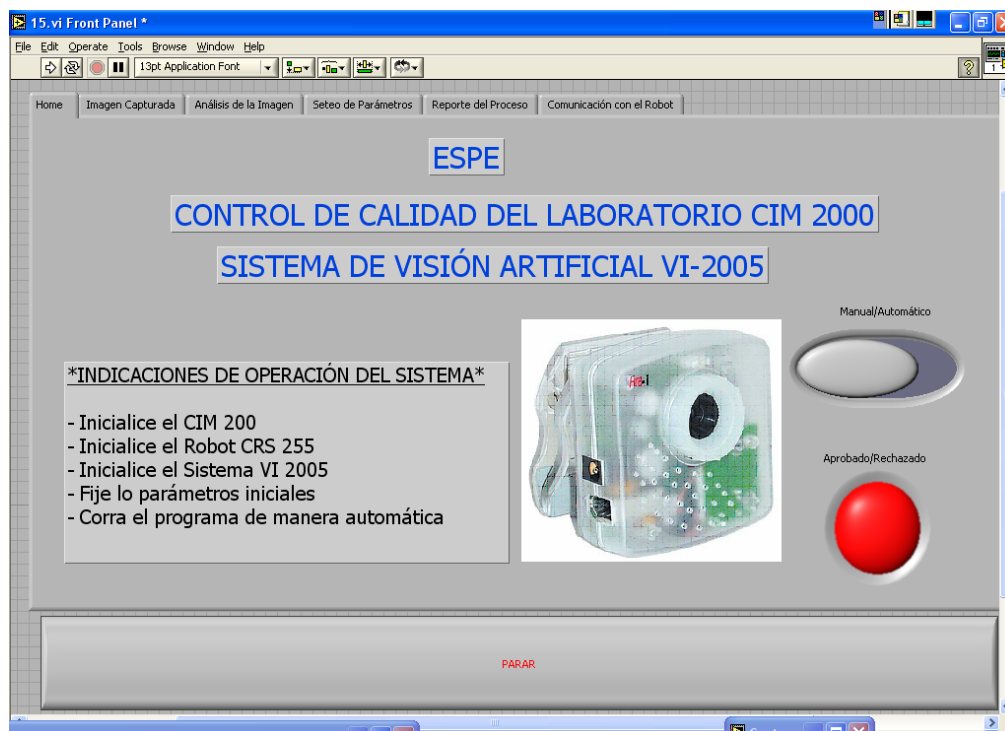 15.vi Front Panel *
File Edit Operate Tools Browse Window Help
13pt Application Font
Home Imagen Capturada Análisis de la Imagen Seteo de Parámetros Reporte del Proceso Comunicación con el Robot
ESPE
CONTROL DE CALIDAD DEL LABORATORIO CIM 2000
SISTEMA DE VISIÓN ARTIFICIAL VI-2005
Manual/Automático
*INDICACIONES DE OPERACIÓN DEL SISTEMA*
- Inicialice el CIM 200
- Inicialice el Robot CRS 255
- Inicialice el Sistema VI 2005
- Fije lo parámetros iniciales
- Corra el programa de manera automática
Aprobado/Rechazado
PARAR